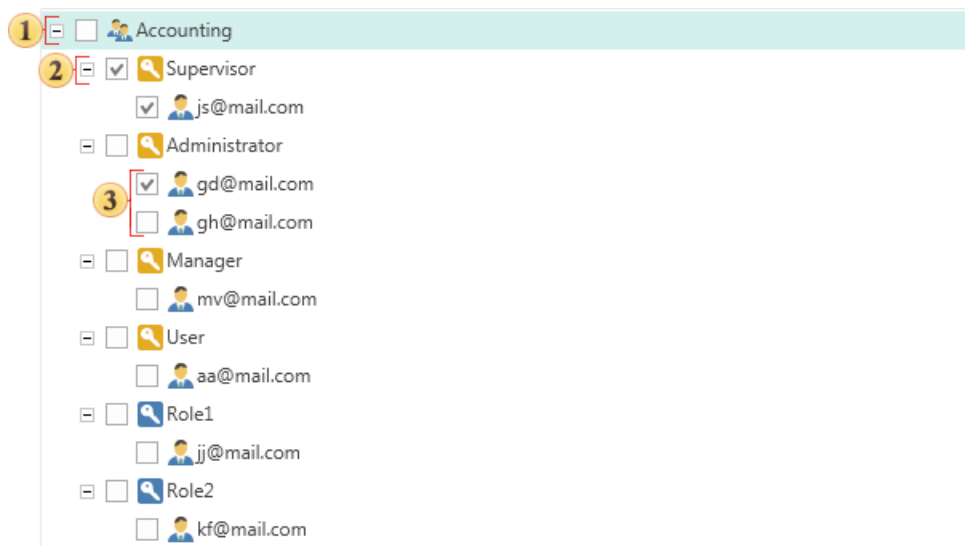 1 Accounting
2 Supervisor
js@mail.com
Administrator
gd@mail.com
3
gh@mail.com
Manager
mv@mail.com
User
aa@mail.com
Role1
jj@mail.com
Role2
kf@mail.com